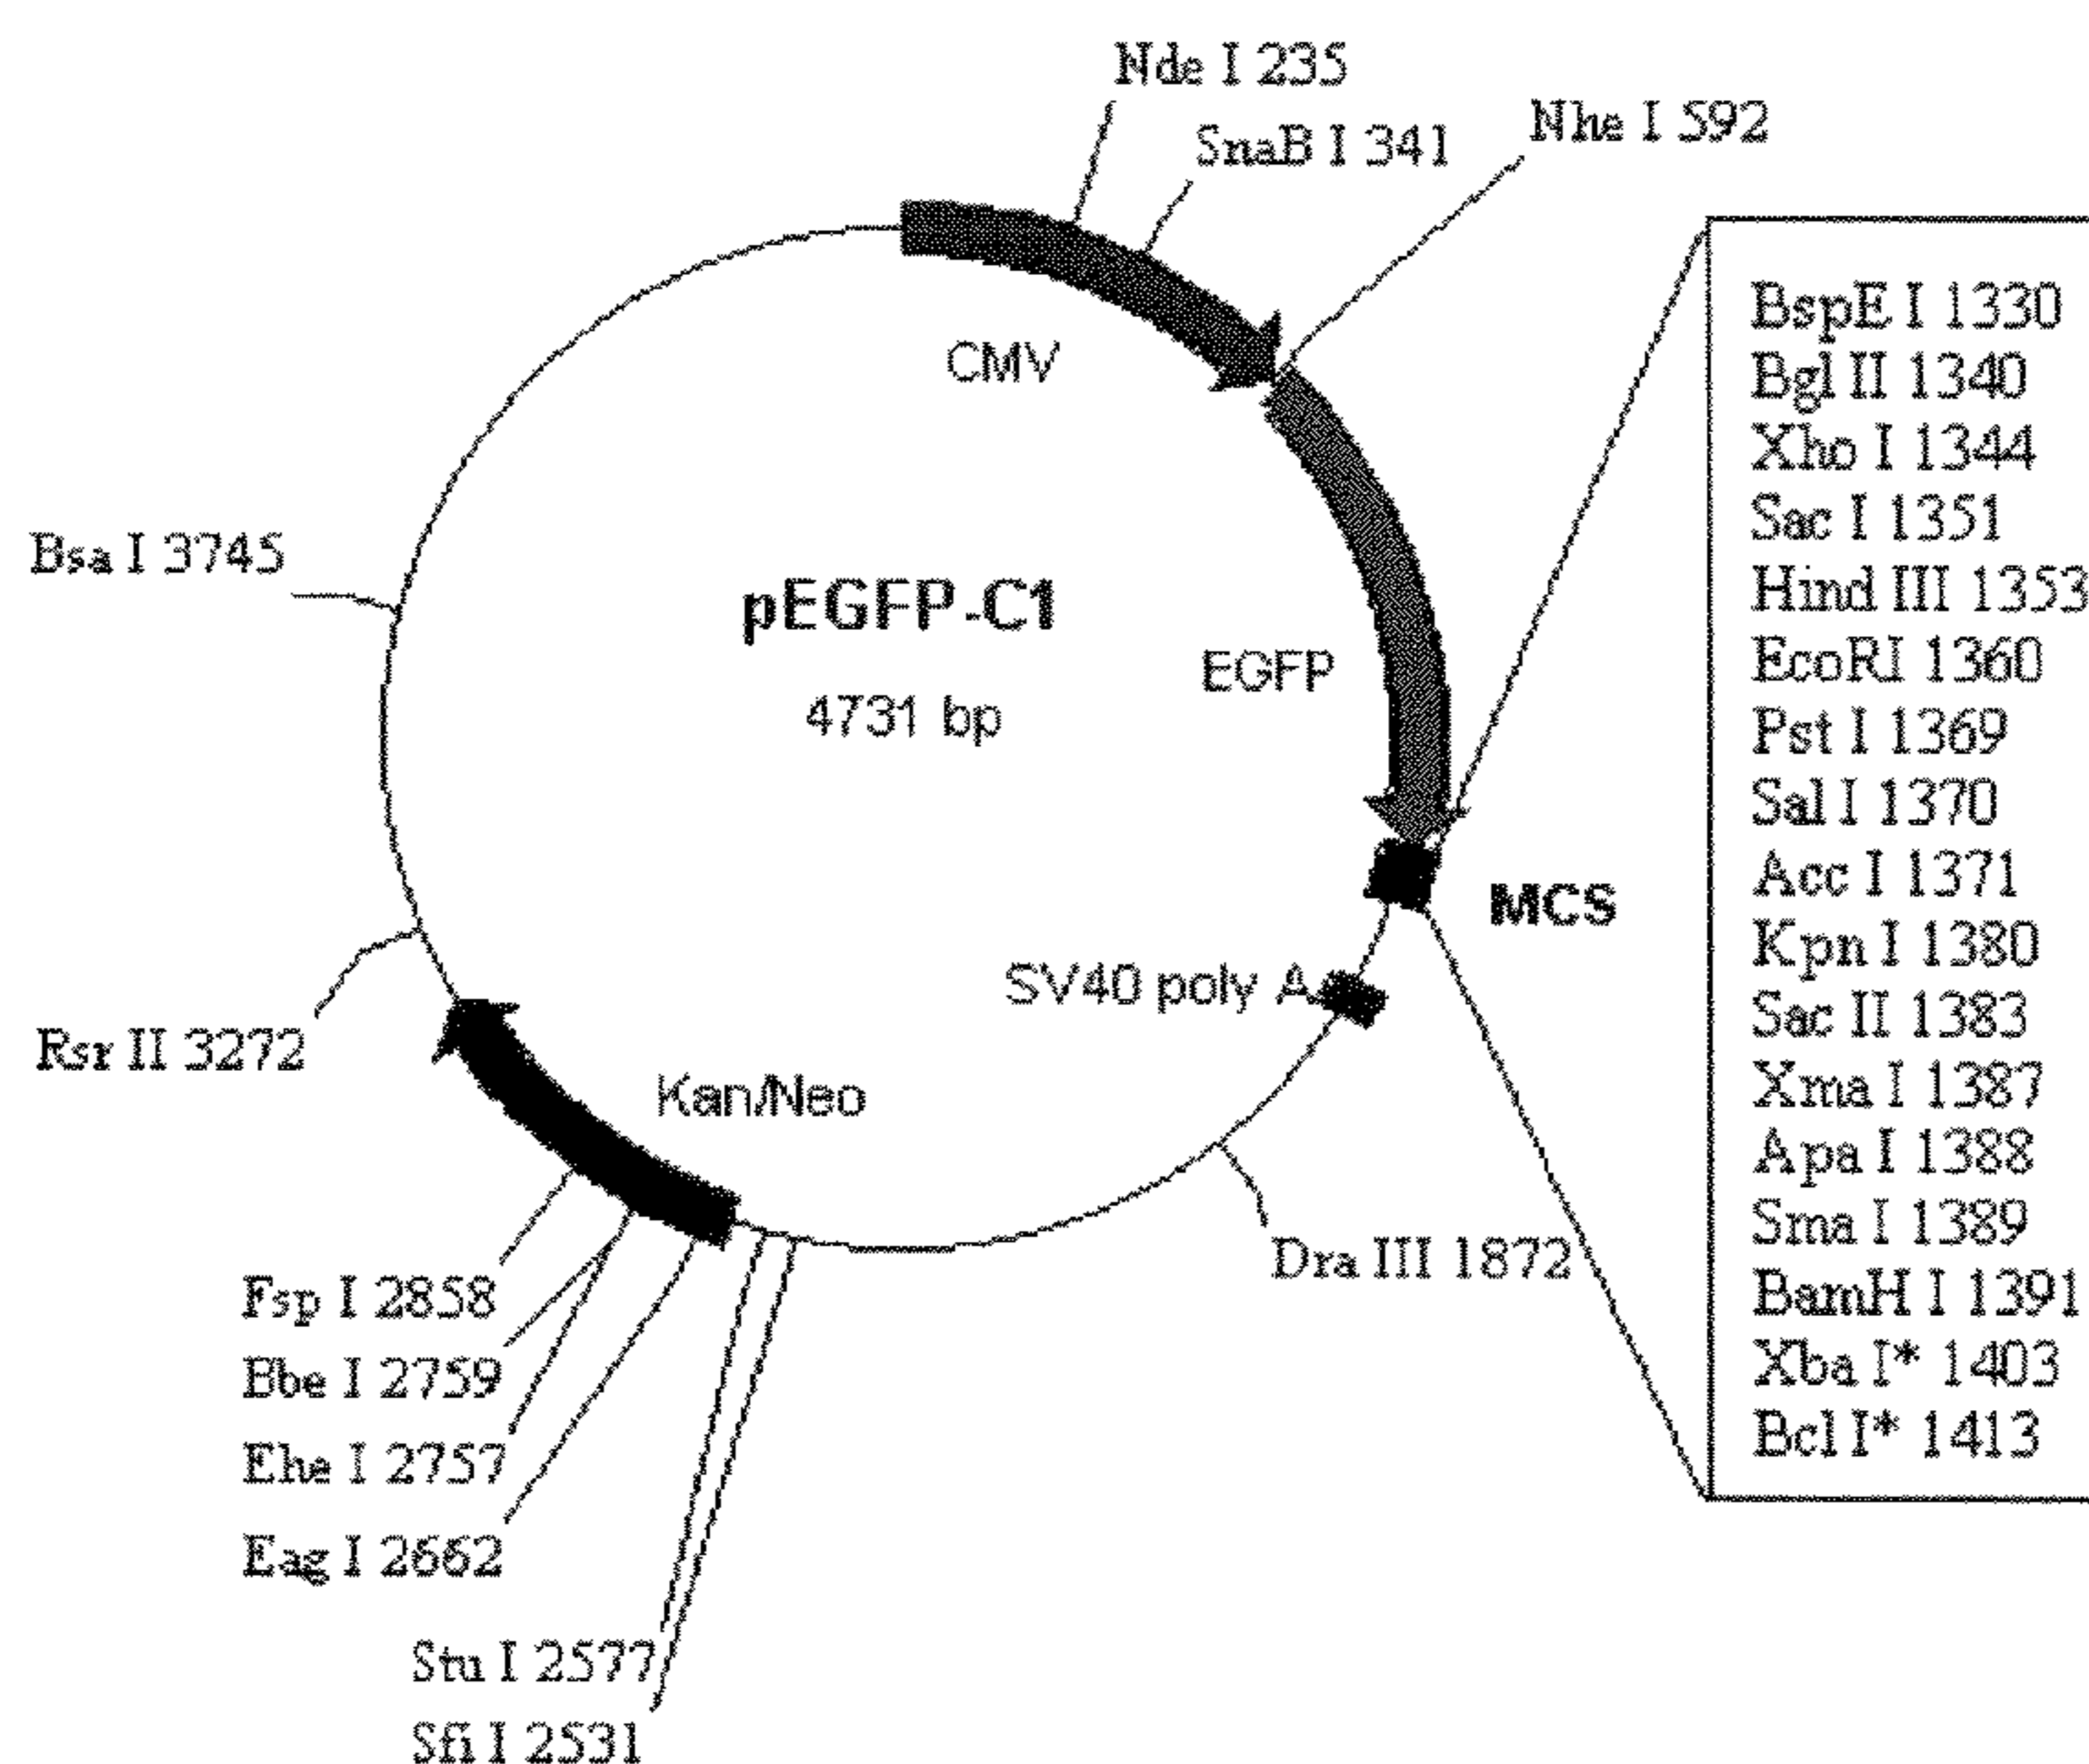 Nde I 235
SnaB I 341
Nhe I 592
CMV
Bsa I 3745
pEGFP-C1
4731 bp
EGFP
MCS
SV40 poly A
Rsr II 3272
Kan/Neo
Dra III 1872
Fsp I 2858
Bbe I 2759
Ehe I 2757
Eag I 2662
Stu I 2577
Sfi I 2531
BspE I 1330
Bgl II 1340
Xho I 1344
Sac I 1351
Hind III 1353
EcoRI 1360
Pst I 1369
Sal I 1370
Acc I 1371
Kpn I 1380
Sac II 1383
Xma I 1387
Apa I 1388
Sma I 1389
BamH I 1391
Xba I* 1403
Bcl I* 1413